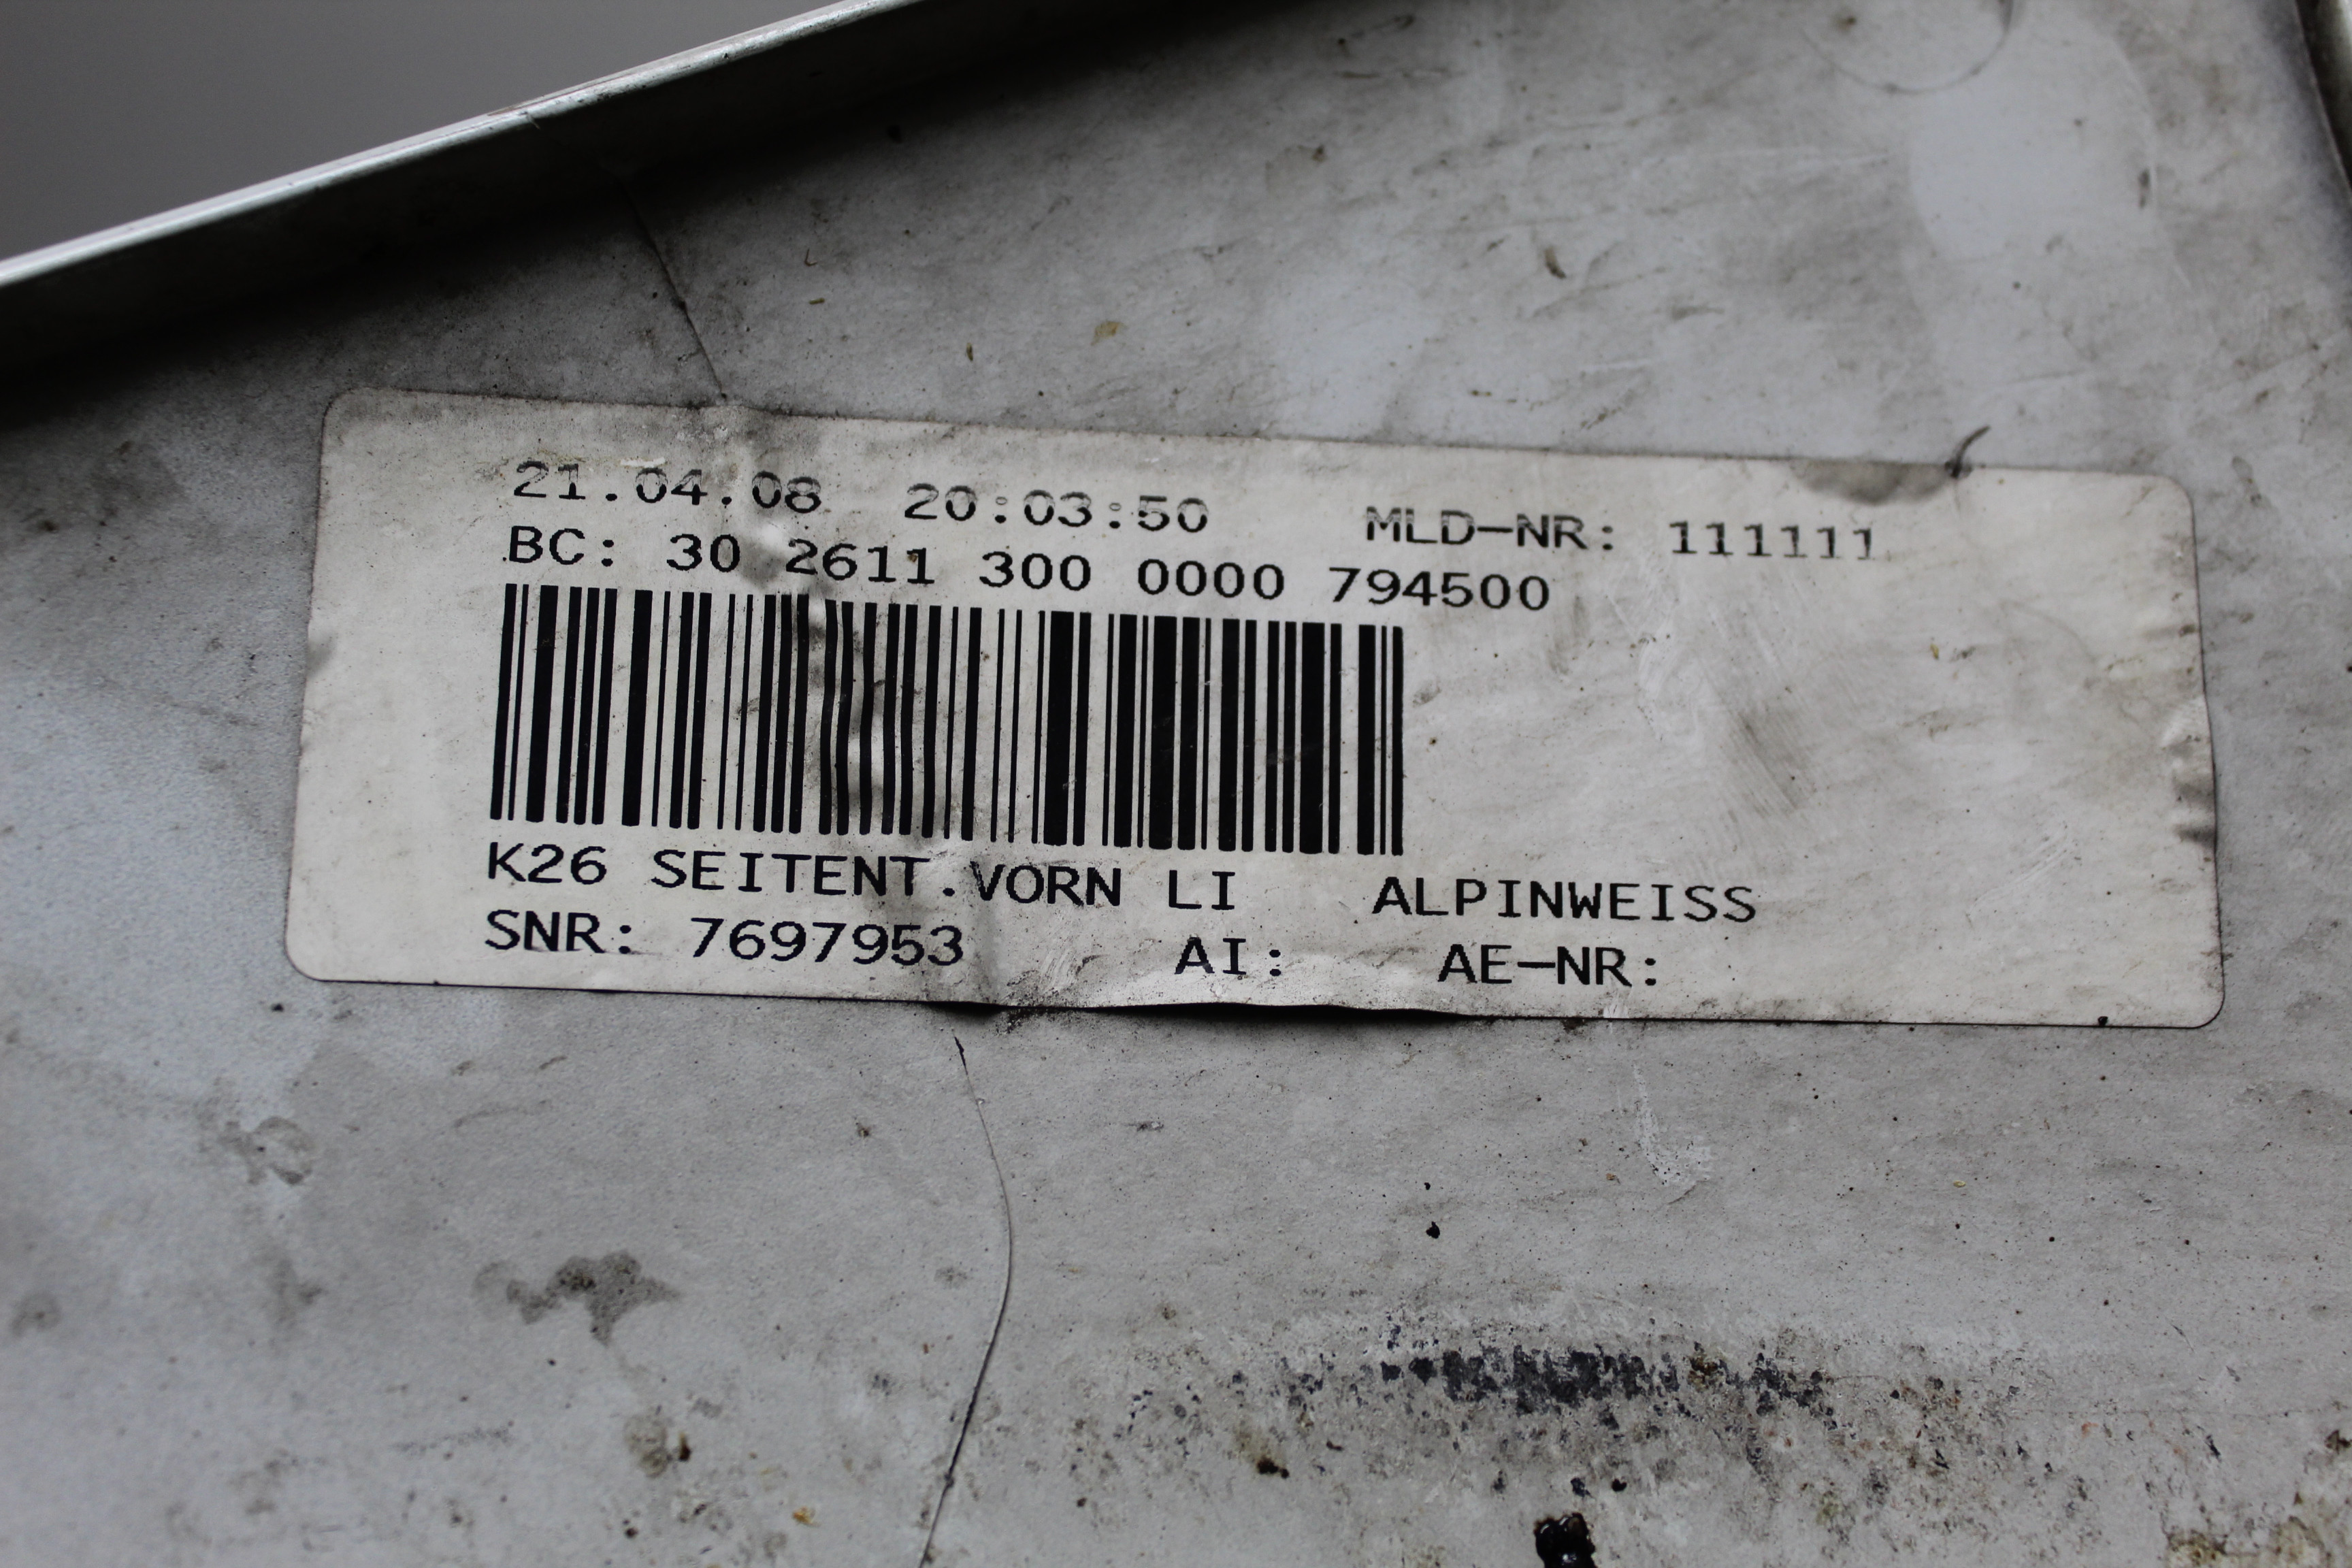 21.04.08 20:03:50 MLD-NR: 111111
BC: 30 2611 300 0000 794500
K26 SEITENT.VORN LI ALPINWEISS
SNR: 7697953 AI: AE-NR: